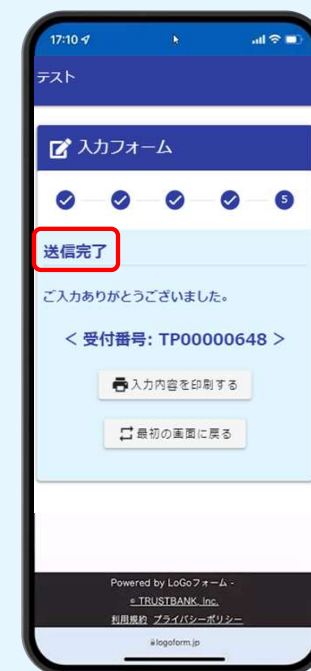 17:10
テスト
入力フォーム
5
送信完了
ご入力ありがとうございました。
< 受付番号: TP00000648 >
入力内容を印刷する
最初の画面に戻る
Powered by LoGoフォーム -
© TRUSTBANK, Inc.
利用規約 プライバシーポリシー
logoform.jp